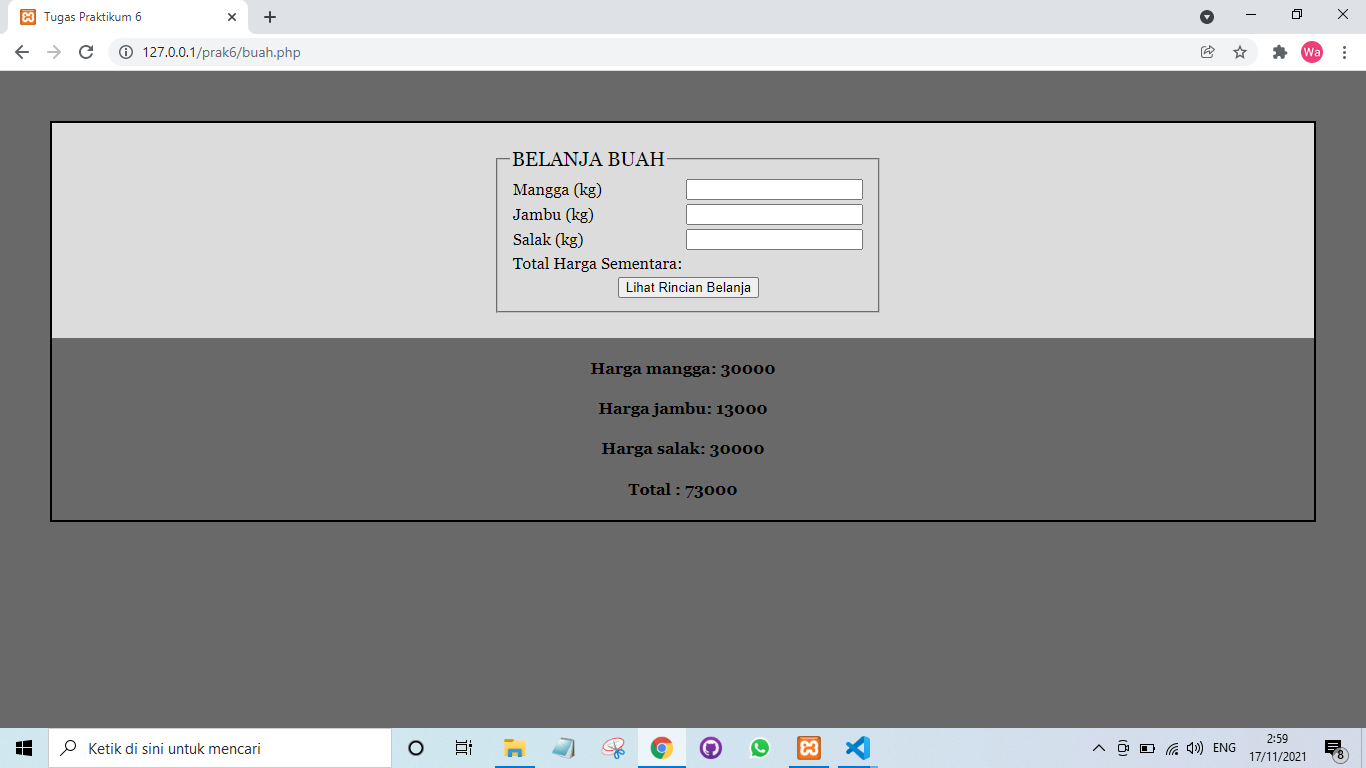 Tugas Praktikum 6
127.0.0.1/prak6/buah.php
Wa
BELANJA BUAH
Mangga (kg)
Jambu (kg)
Salak (kg)
Total Harga Sementara:
Lihat Rincian Belanja
Harga mangga: 30000
Harga jambu: 13000
Harga salak: 30000
Total : 73000
Ketik di sini untuk mencari
ENG
2:59
17/11/2021
8